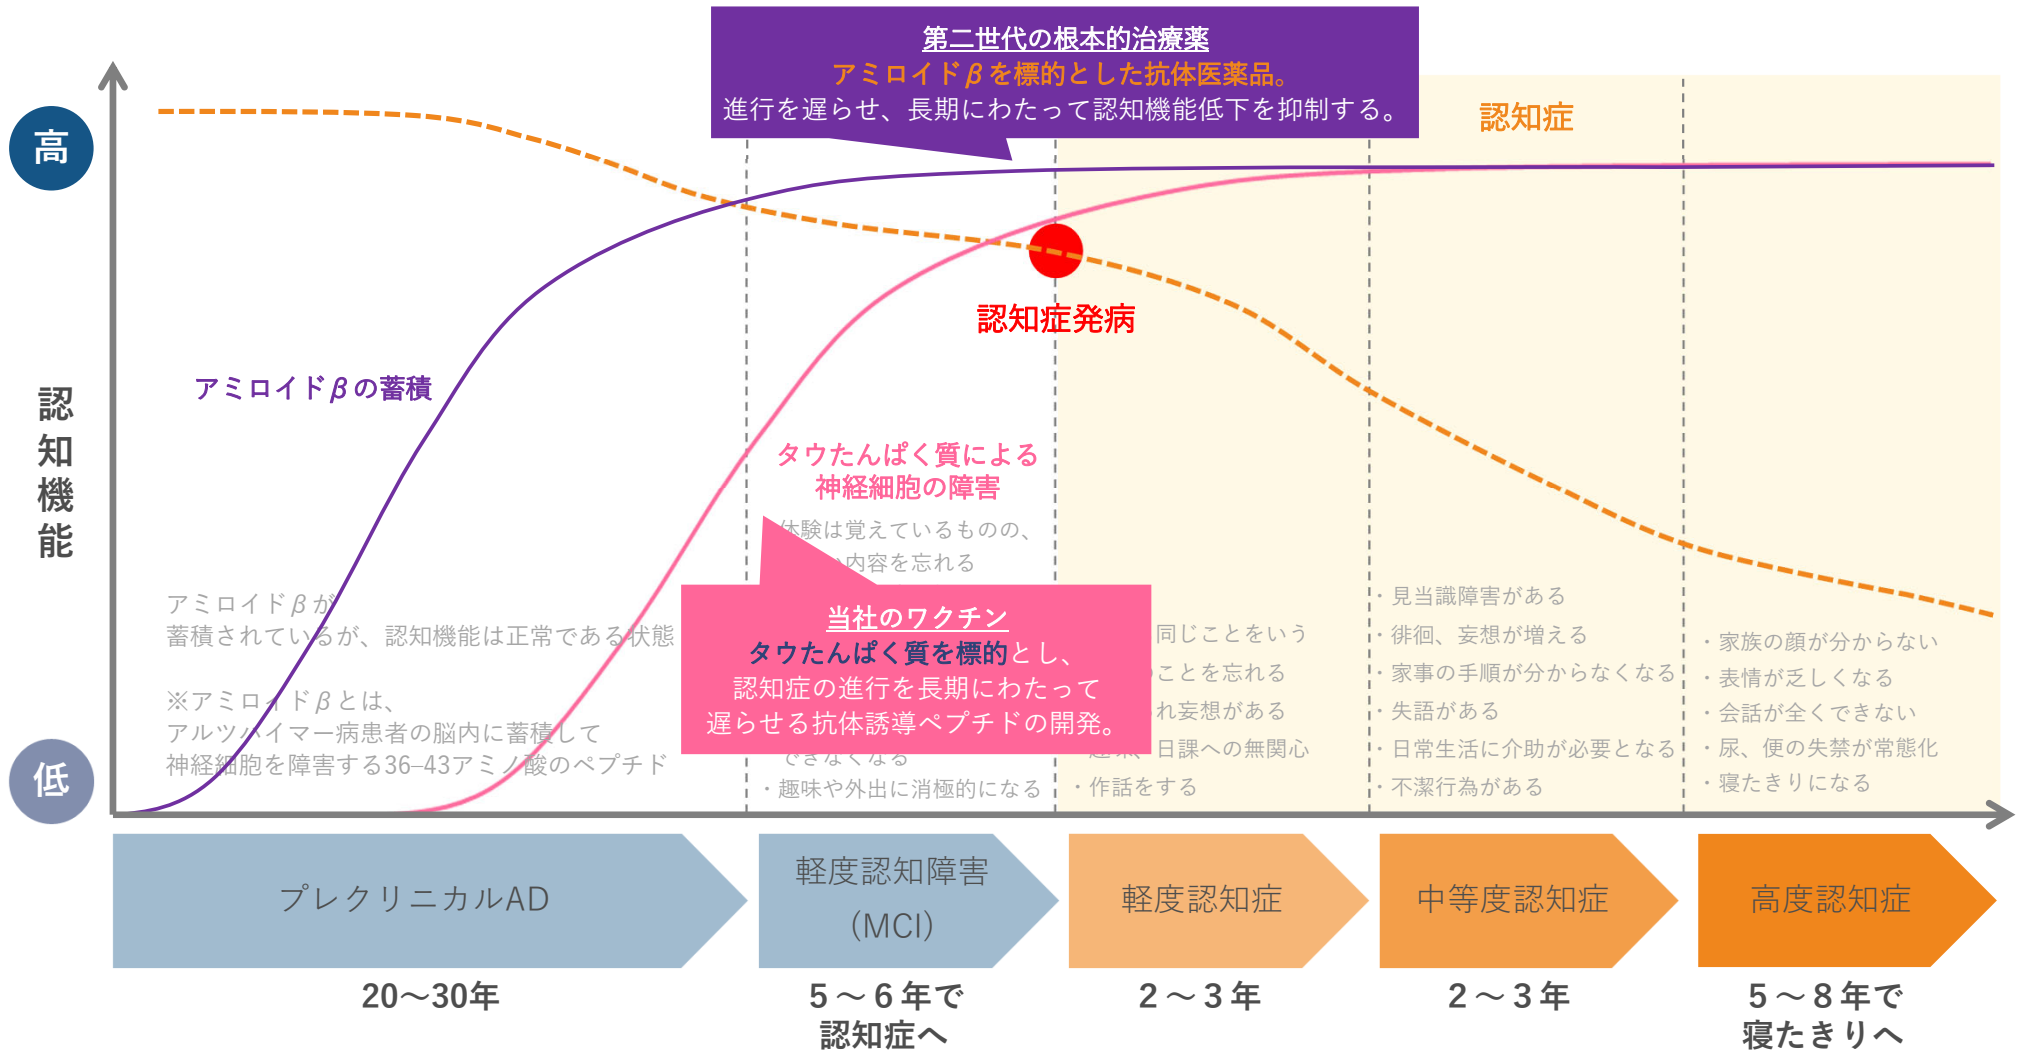 第二世代の根本的治療薬
アミロイドβを標的とした抗体医薬品。
進行を遅らせ、長期にわたって認知機能低下を抑制する。
認知症
高
認知機能
低
認知症発病
アミロイドβの蓄積
タウたんぱく質による
神経細胞の障害
体験は覚えているものの、
内容を忘れる
アミロイドβが
蓄積されているが、認知機能は正常である状態
※アミロイドβとは、
アルツハイマー病患者の脳内に蓄積して
神経細胞を障害する36–43アミノ酸のペプチド
当社のワクチン
タウたんぱく質を標的とし、
認知症の進行を長期にわたって
遅らせる抗体誘導ペプチドの開発。
できなくなる
・趣味や外出に消極的になる
同じことをいう
ことを忘れる
れ妄想がある
、日課への無関心
・作話をする
・見当識障害がある
・徘徊、妄想が増える
・家事の手順が分からなくなる
・失語がある
・日常生活に介助が必要となる
・不潔行為がある
・家族の顔が分からない
・表情が乏しくなる
・会話が全くできない
・尿、便の失禁が常態化
・寝たきりになる
プレクリニカルAD
軽度認知障害
(MCI)
軽度認知症
中等度認知症
高度認知症
20～30年
5～6年で
認知症へ
2～3年
2～3年
5～8年で
寝たきりへ